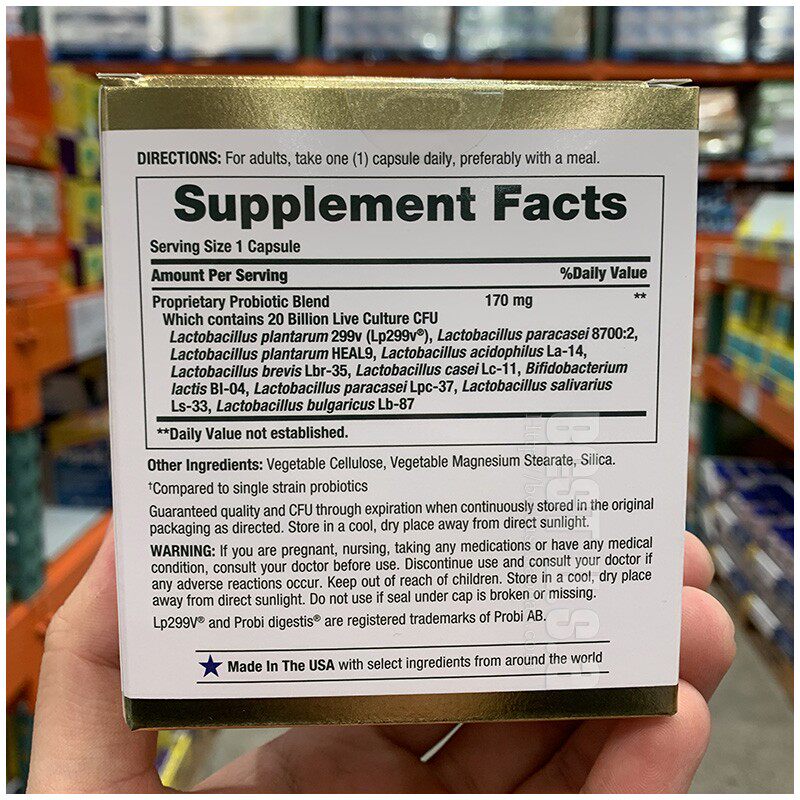 DIRECTIONS: For adults, take one (1) capsule daily, preferably with a meal.
Supplement Facts
Serving Size 1 Capsule
Amount Per Serving %Daily Value
Proprietary Probiotic Blend 170 mg **
Which contains 20 Billion Live Culture CFU
Lactobacillus plantarum 299v (Lp299v®), Lactobacillus paracasei 8700:2,
Lactobacillus plantarum HEAL9, Lactobacillus acidophilus La-14,
Lactobacillus brevis Lbr-35, Lactobacillus casei Lc-11, Bifidobacterium
lactis Bl-04, Lactobacillus paracasei Lpc-37, Lactobacillus salivarius
Ls-33, Lactobacillus bulgaricus Lb-87
**Daily Value not established.
Other Ingredients: Vegetable Cellulose, Vegetable Magnesium Stearate, Silica.
†Compared to single strain probiotics
Guaranteed quality and CFU through expiration when continuously stored in the original
packaging as directed. Store in a cool, dry place away from direct sunlight.
WARNING: If you are pregnant, nursing, taking any medications or have any medical
condition, consult your doctor before use. Discontinue use and consult your doctor if
any adverse reactions occur. Keep out of reach of children. Store in a cool, dry place
away from direct sunlight. Do not use if seal under cap is broken or missing.
Lp299V® and Probi digestis® are registered trademarks of Probi AB.
Made In The USA with select ingredients from around the world